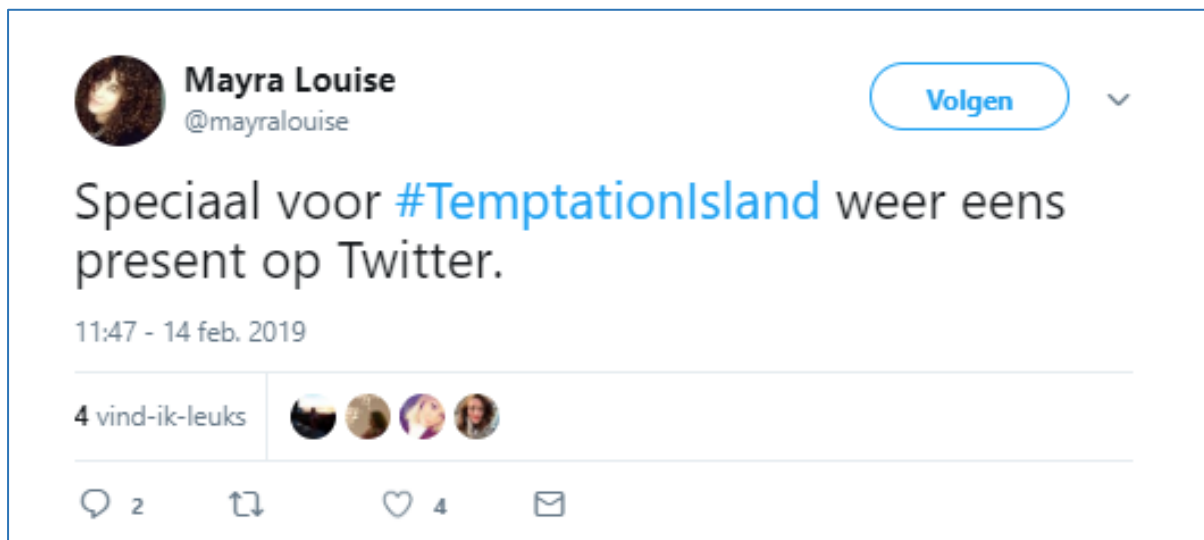 Mayra Louise
@mayralouise
Volgen
Speciaal voor #TemptationIsland weer eens
present op Twitter.
11:47 - 14 feb. 2019
4 vind-ik-leuks
2
4